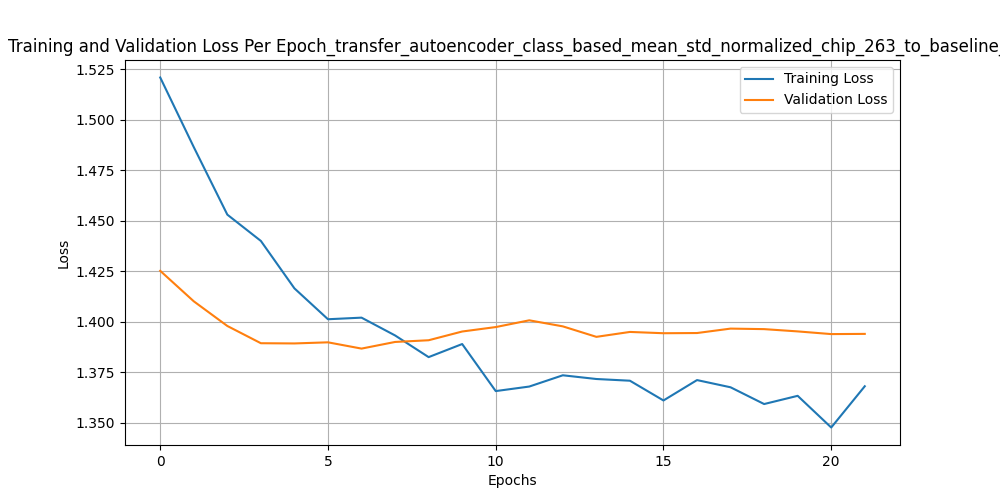 Training and Validation Loss Per Epoch_transfer_autoencoder_class_based_mean_std_normalized_chip_263_to_baseline_
1.525
1.500
1.475
1.450
1.425
1.400
1.375
1.350
Loss
Training Loss
Validation Loss
0 5 10 15 20
Epochs